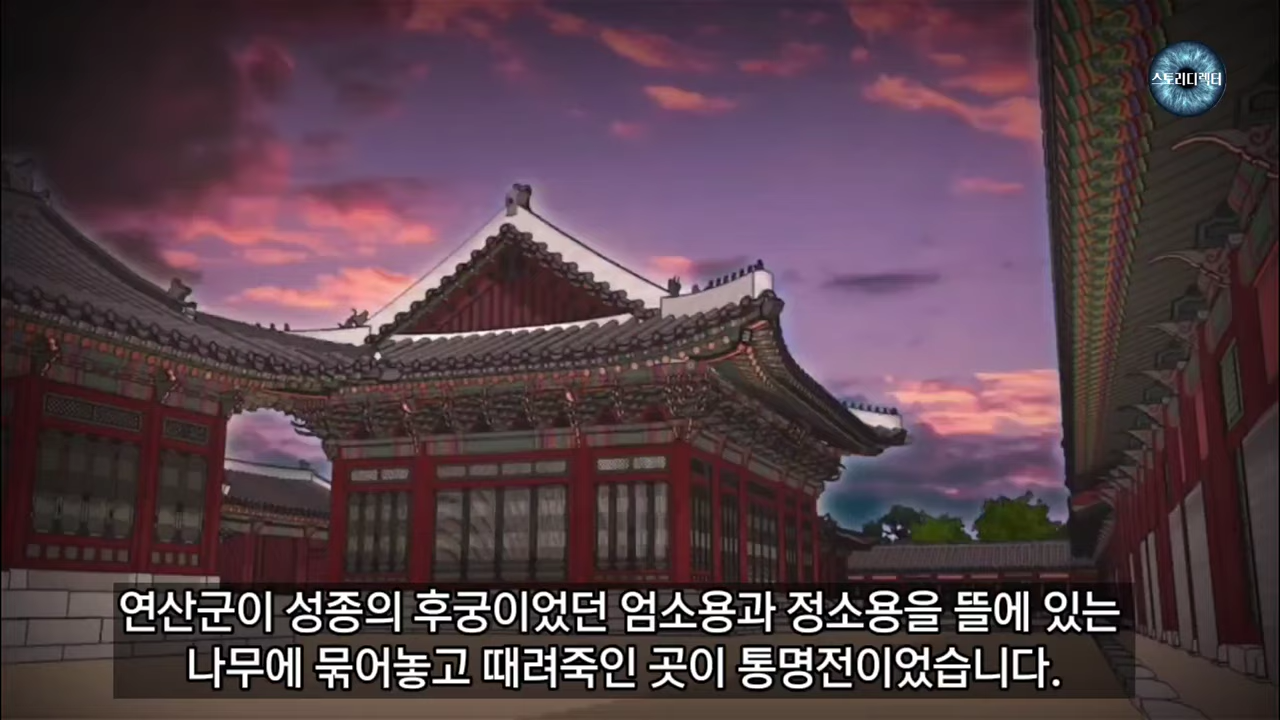 스토리디렉터
연산군이 성종의 후궁이었던 엄소용과 정소용을 뜰에 있는
나무에 묶어놓고 때려죽인 곳이 통명전이었습니다.